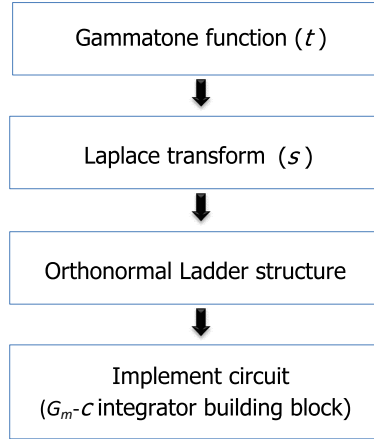 Gammatone function (t)
Laplace transform (s)
Orthonormal Ladder structure
Implement circuit
(Gm-c integrator building block)